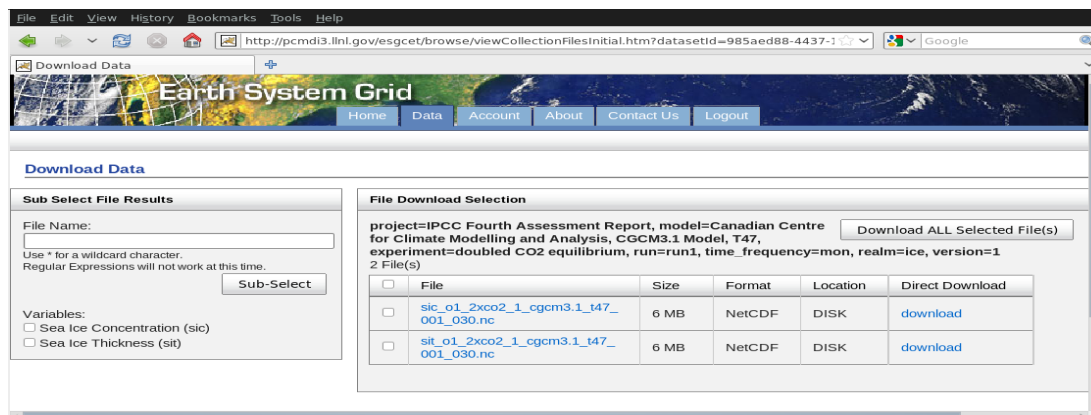 File Edit View History Bookmarks Tools Help
http://pcmdi3.llnl.gov/esgcet/browse/viewCollectionFilesInitial.htm?datasetId=985aed88-4437-1
Google
Download Data
Earth System Grid
Home Data Account About Contact Us Logout
Download Data
Sub Select File Results
File Name:
Use * for a wildcard character.
Regular Expressions will not work at this time.
Sub-Select
Variables:
Sea Ice Concentration (sic)
Sea Ice Thickness (sit)
File Download Selection
project=IPCC Fourth Assessment Report, model=Canadian Centre
for Climate Modelling and Analysis, CGCM3.1 Model, T47,
experiment=doubled CO2 equilibrium, run=run1, time_frequency=mon, realm=ice, version=1
Download ALL Selected File(s)
2 File(s)
File Size Format Location Direct Download
sic_o1_2xco2_1_cgcm3.1_t47_
001_030.nc
6 MB NetCDF DISK download
sit_o1_2xco2_1_cgcm3.1_t47_
001_030.nc
6 MB NetCDF DISK download